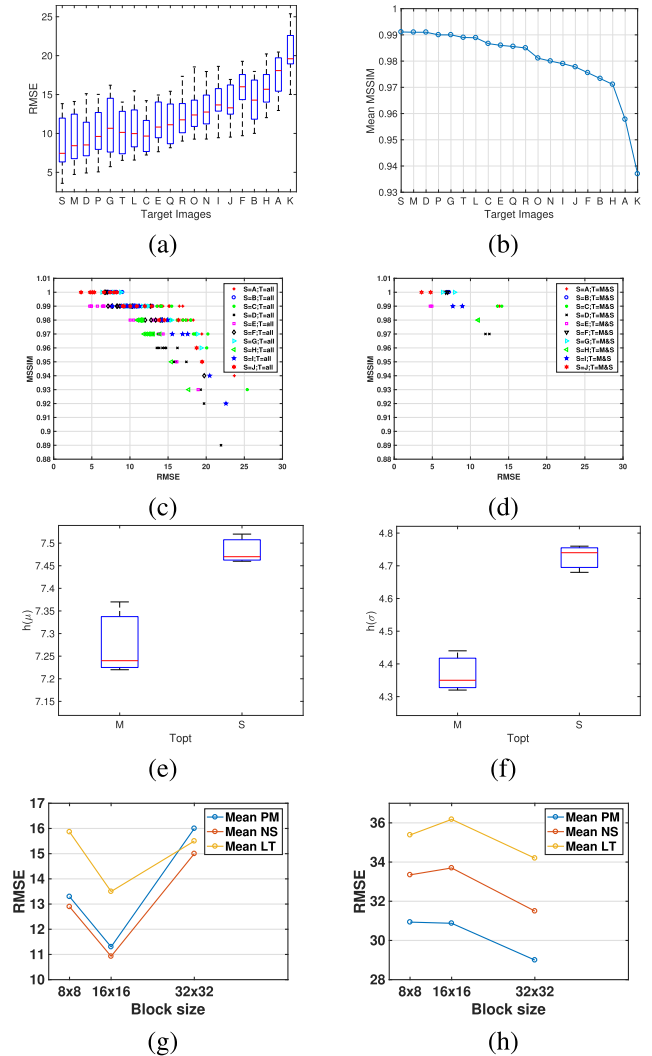 25
20
15
10
5
RMSE
S M D P G T L C E Q R O N I J F B H A K
Target Images
(a)
1
0.99
0.98
0.97
0.96
0.95
0.94
0.93
Mean MSSIM
S M D P G T L C E Q R O N I J F B H A K
Target Images
(b)
1.01
1
0.99
0.98
0.97
0.96
0.95
0.94
0.93
0.92
0.91
0.9
0.89
0.88
MSSIM
0 5 10 15 20 25 30
RMSE
S=A;T=all
S=B;T=all
S=C;T=all
S=D;T=all
S=E;T=all
S=F;T=all
S=G;T=all
S=H;T=all
S=I;T=all
S=J;T=all
(c)
1.01
1
0.99
0.98
0.97
0.96
0.95
0.94
0.93
0.92
0.91
0.9
0.89
0.88
MSSIM
0 5 10 15 20 25 30
RMSE
S=A;T=M&S
S=B;T=M&S
S=C;T=M&S
S=D;T=M&S
S=E;T=M&S
S=F;T=M&S
S=G;T=M&S
S=H;T=M&S
S=I;T=M&S
S=J;T=M&S
(d)
7.5
7.45
7.4
7.35
7.3
7.25
7.2
7.15
h(μ)
M S
Topt
(e)
4.8
4.7
4.6
4.5
4.4
4.3
h(σ)
M S
Topt
(f)
17
16
15
14
13
12
11
10
RMSE
8x8 16x16 32x32
Block size
Mean PM
Mean NS
Mean LT
(g)
36
34
32
30
28
RMSE
8x8 16x16 32x32
Block size
Mean PM
Mean NS
Mean LT
(h)